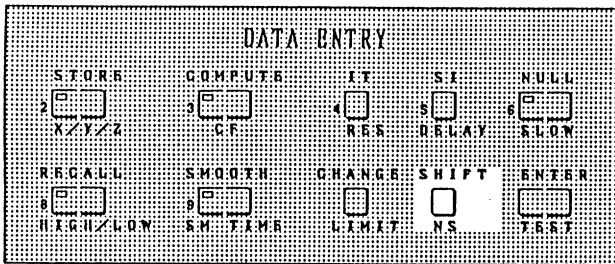 DATA ENTRY
STORE COMPUTE IT SI NULL
2 3 4 5 6
X/Y/Z CF RES DELAY SLOW
RECALL SMOOTH CHANGE SHIFT ENTER
8 9
HIGH/LOW SM TIME LIMIT NS TEST